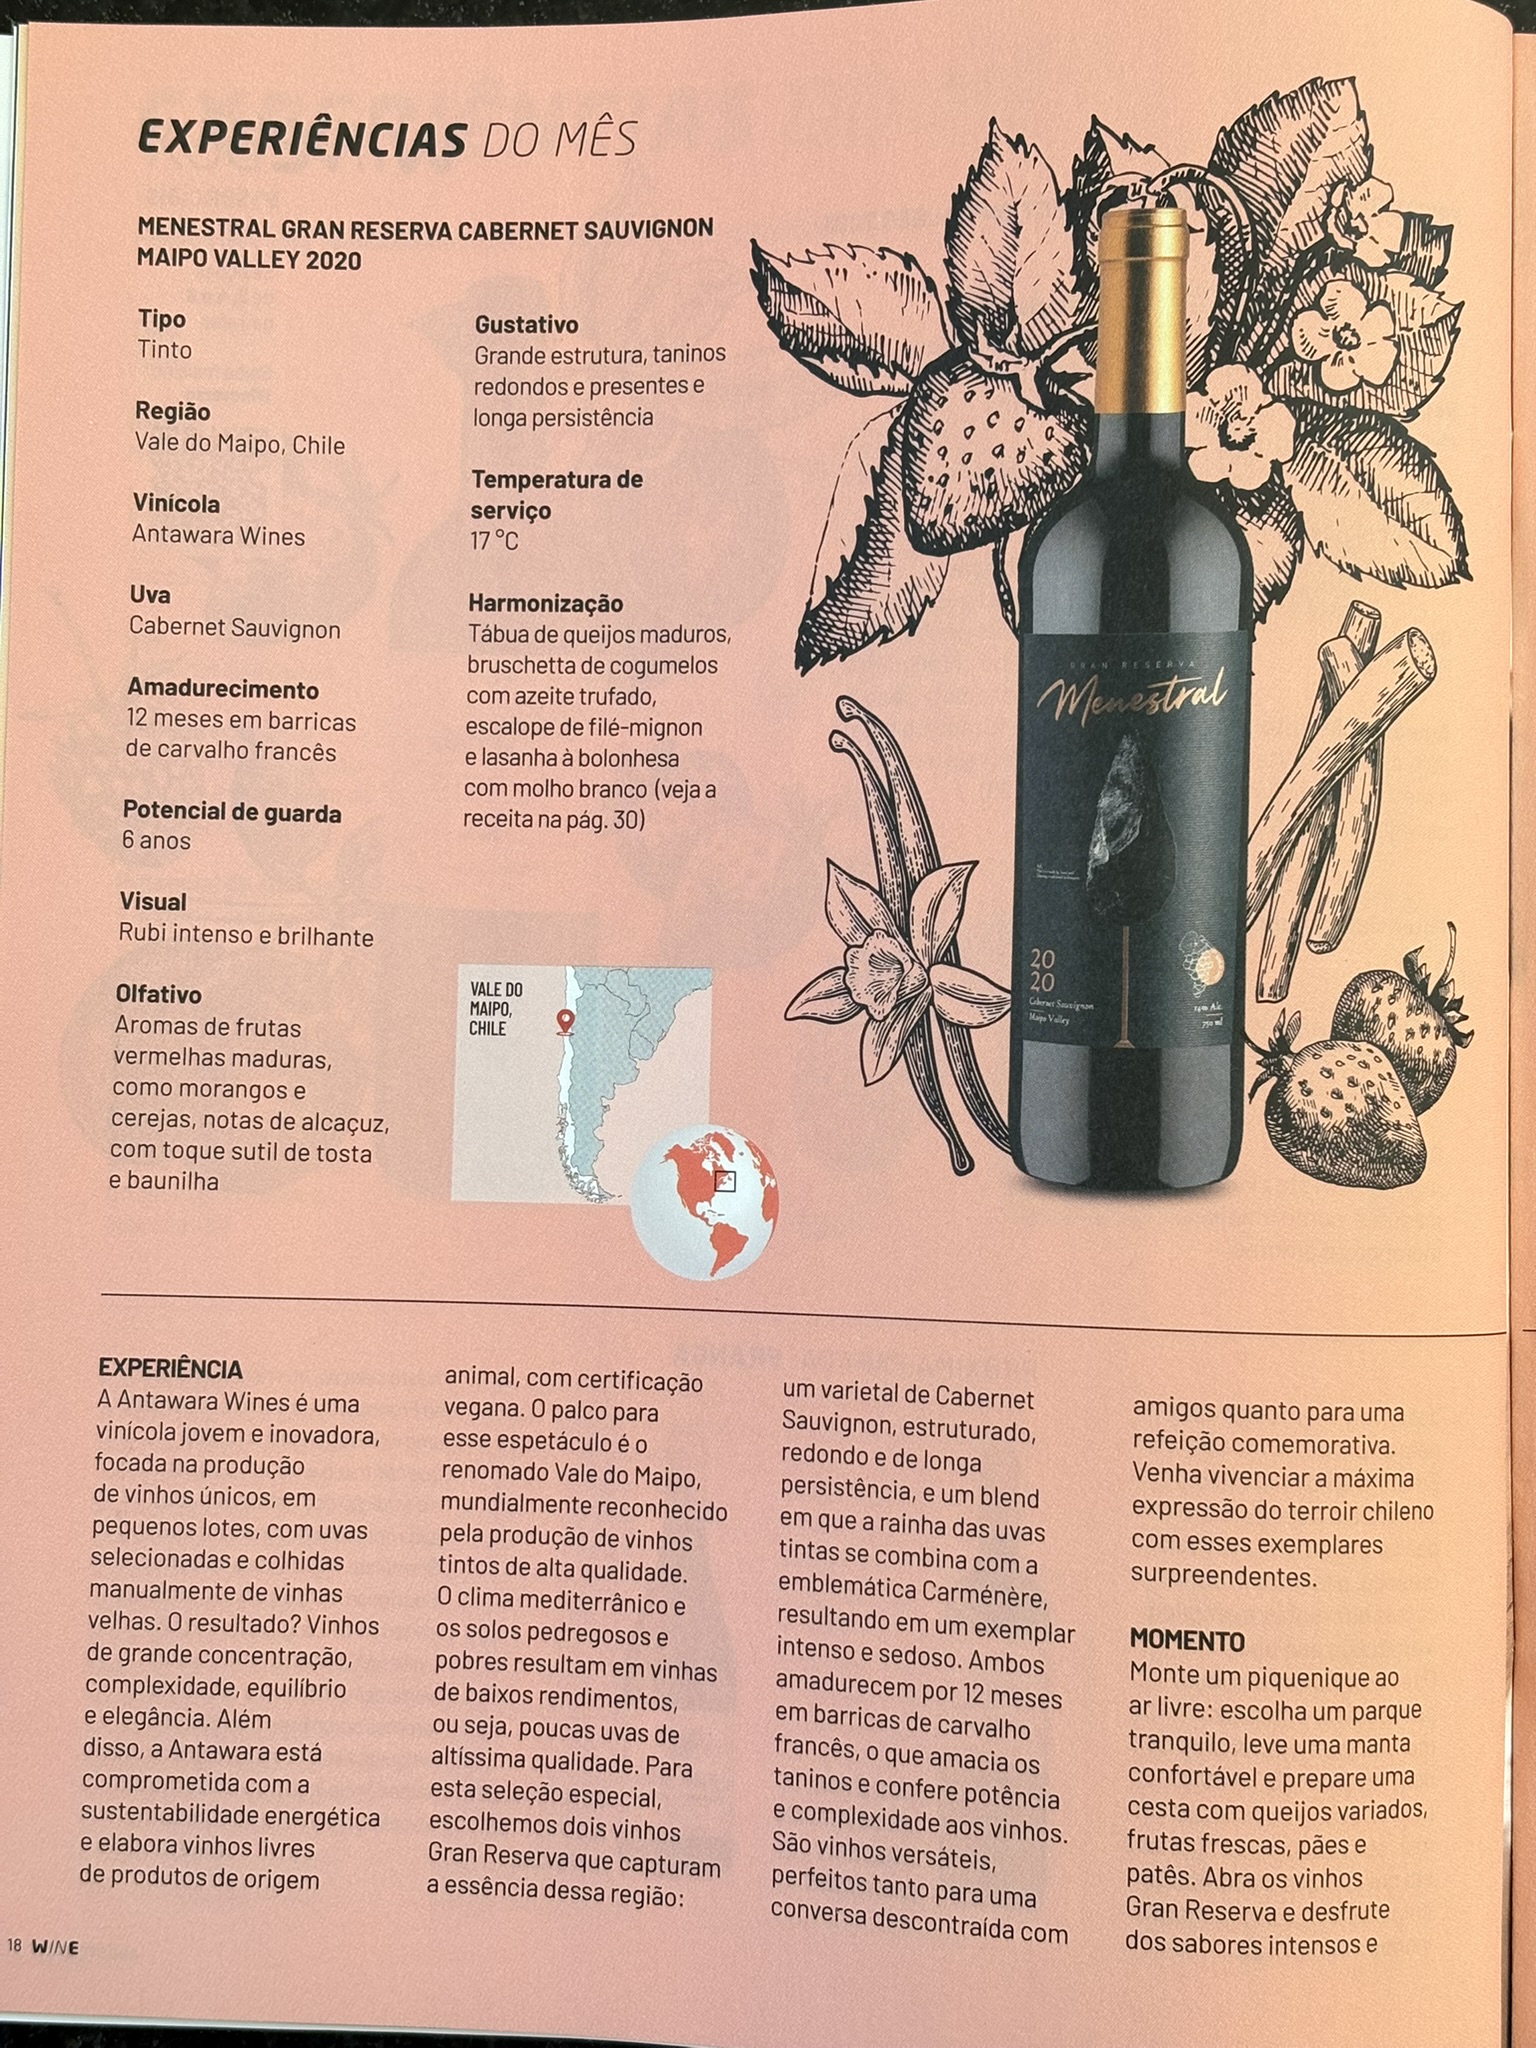 EXPERIÊNCIAS DO MÊS
MENESTRAL GRAN RESERVA CABERNET SAUVIGNON
MAIPO VALLEY 2020
Tipo
Tinto
Região
Vale do Maipo, Chile
Vinícola
Antawara Wines
Uva
Cabernet Sauvignon
Amadurecimento
12 meses em barricas
de carvalho francês
Potencial de guarda
6 anos
Visual
Rubi intenso e brilhante
Olfativo
Aromas de frutas
vermelhas maduras,
como morangos e
cerejas, notas de alcaçuz,
com toque sutil de tosta
e baunilha
Gustativo
Grande estrutura, taninos
redondos e presentes e
longa persistência
Temperatura de
serviço
17 °C
Harmonização
Tábua de queijos maduros,
bruschetta de cogumelos
com azeite trufado,
escalope de filé-mignon
e lasanha à bolonhesa
com molho branco (veja a
receita na pág. 30)
VALE DO
MAIPO,
CHILE
GRAN RESERVA
Menestral
20
20
Cabernet Sauvignon
Maipo Valley
14% Alc.
750 ml
EXPERIÊNCIA
A Antawara Wines é uma
vinícola jovem e inovadora,
focada na produção
de vinhos únicos, em
pequenos lotes, com uvas
selecionadas e colhidas
manualmente de vinhas
velhas. O resultado? Vinhos
de grande concentração,
complexidade, equilíbrio
e elegância. Além
disso, a Antawara está
comprometida com a
sustentabilidade energética
e elabora vinhos livres
de produtos de origem
animal, com certificação
vegana. O palco para
esse espetáculo é o
renomado Vale do Maipo,
mundialmente reconhecido
pela produção de vinhos
tintos de alta qualidade.
O clima mediterrânico e
os solos pedregosos e
pobres resultam em vinhas
de baixos rendimentos,
ou seja, poucas uvas de
altíssima qualidade. Para
esta seleção especial,
escolhemos dois vinhos
Gran Reserva que capturam
a essência dessa região:
um varietal de Cabernet
Sauvignon, estruturado,
redondo e de longa
persistência, e um blend
em que a rainha das uvas
tintas se combina com a
emblemática Carménère,
resultando em um exemplar
intenso e sedoso. Ambos
amadurecem por 12 meses
em barricas de carvalho
francês, o que amacia os
taninos e confere potência
e complexidade aos vinhos.
São vinhos versáteis,
perfeitos tanto para uma
conversa descontraída com
amigos quanto para uma
refeição comemorativa.
Venha vivenciar a máxima
expressão do terroir chileno
com esses exemplares
surpreendentes.
MOMENTO
Monte um piquenique ao
ar livre: escolha um parque
tranquilo, leve uma manta
confortável e prepare uma
cesta com queijos variados,
frutas frescas, pães e
patês. Abra os vinhos
Gran Reserva e desfrute
dos sabores intensos e
18 WINE